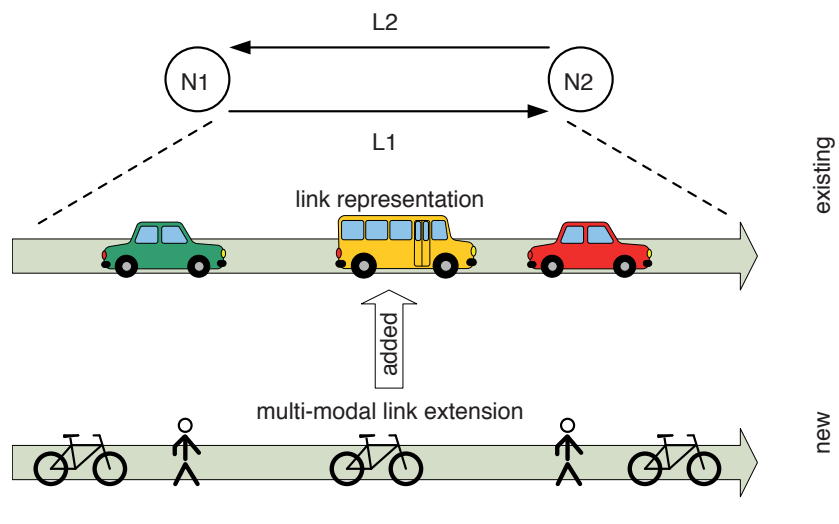 L2
N1
N2
L1
existing
link representation
added
multi-modal link extension
new